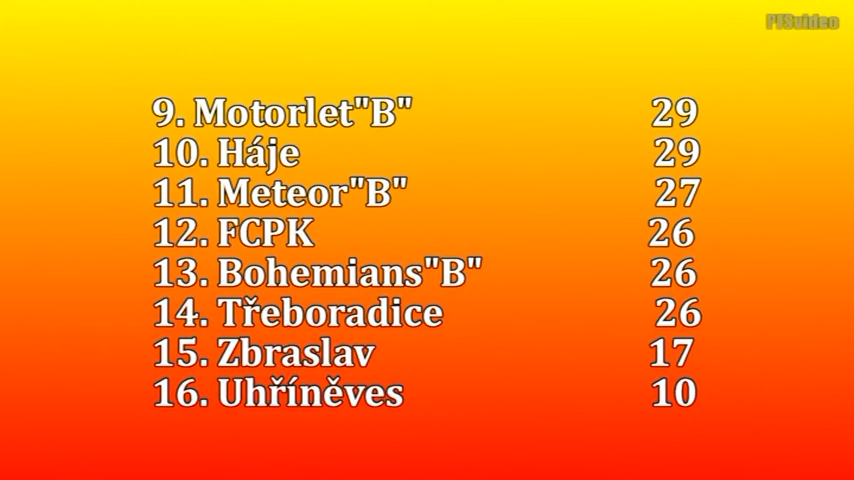 PFSvideo
9. Motorlet"B" 29
10. Háje 29
11. Meteor"B" 27
12. FCPK 26
13. Bohemians"B" 26
14. Třeboradice 26
15. Zbraslav 17
16. Uhříněves 10